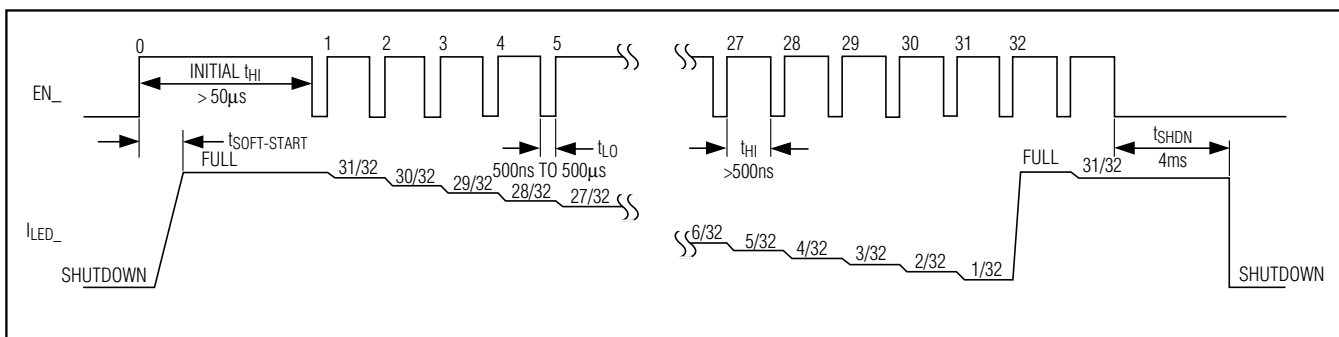 0 1 2 3 4 5 27 28 29 30 31 32
EN_
INITIAL tHI
> 50μs
tSOFT-START
tLO
500ns TO 500μs
tHI
>500ns
tSHDN
4ms
FULL
31/32
30/32
29/32
28/32
27/32
6/32
5/32
4/32
3/32
2/32
1/32
FULL
31/32
ILED_
SHUTDOWN
SHUTDOWN